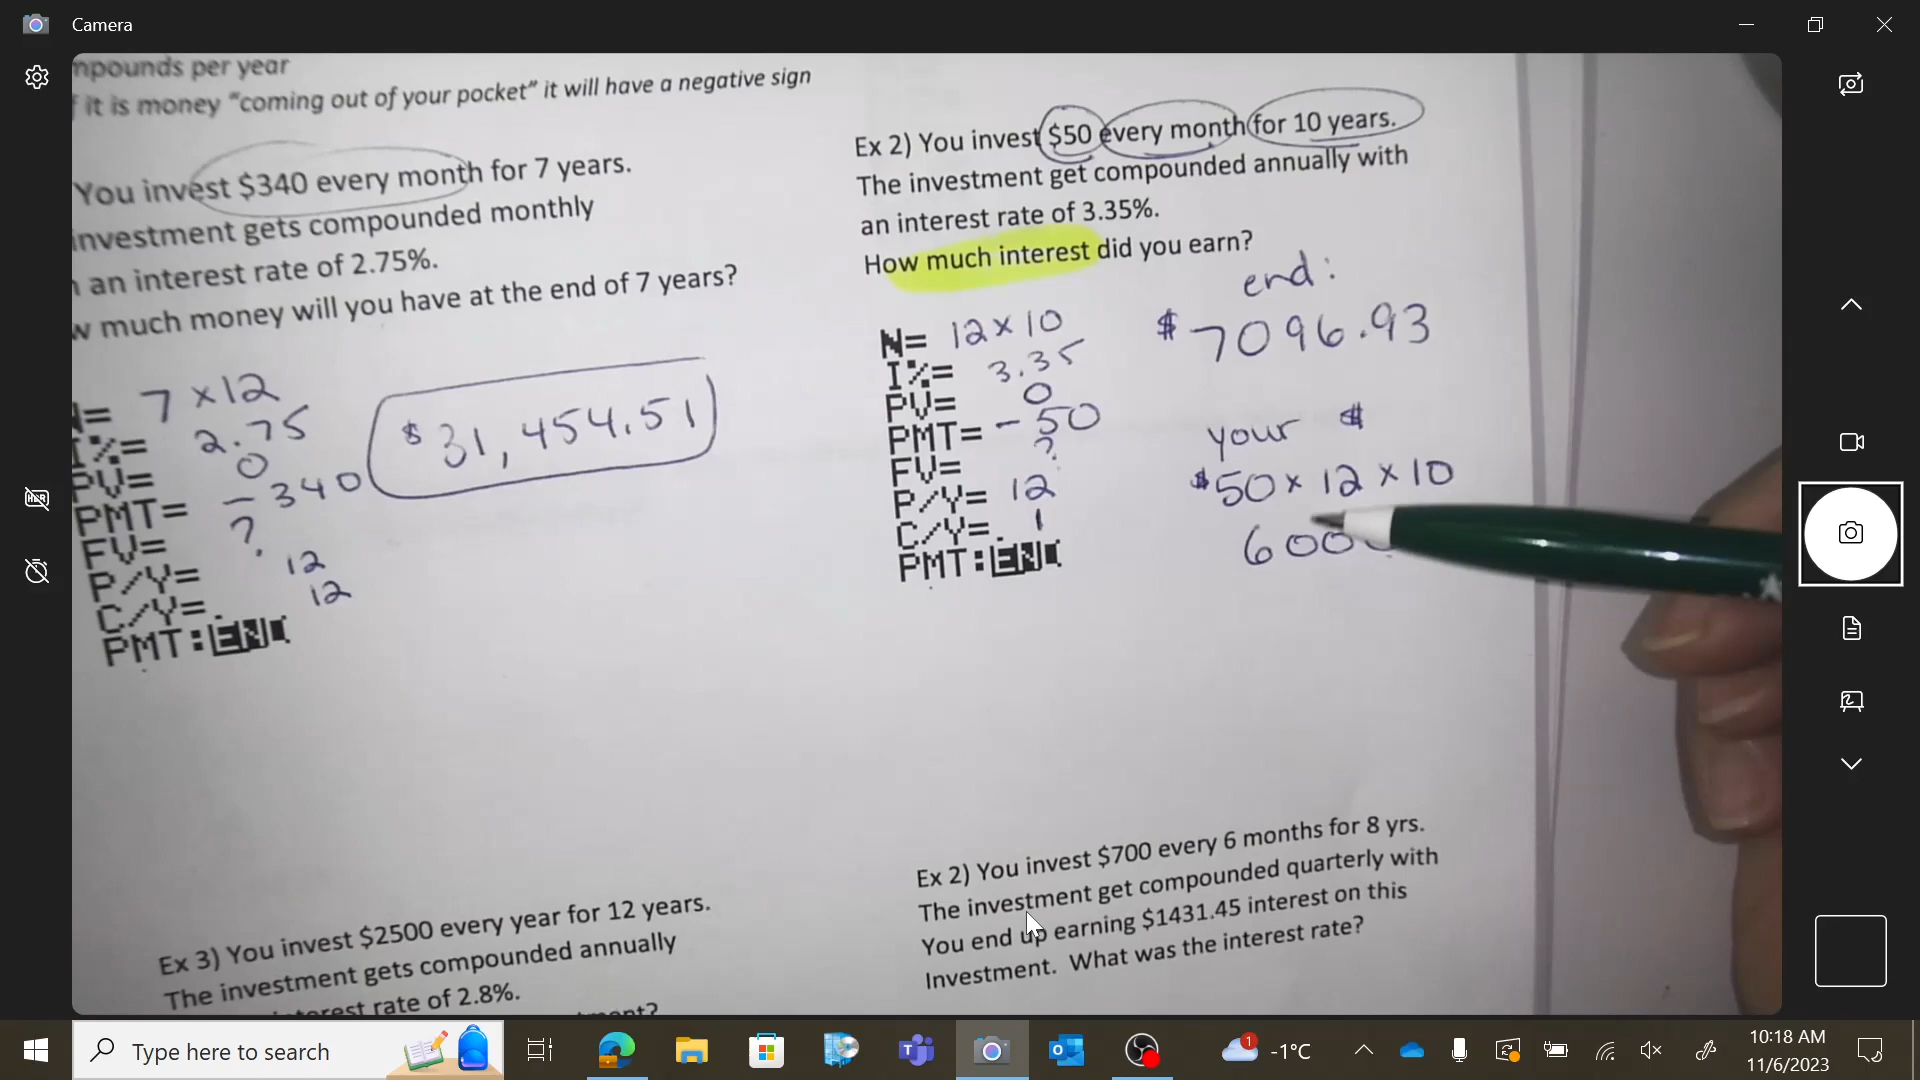 Camera
mpounds per year
f it is money “coming out of your pocket” it will have a negative sign
You invest $340 every month for 7 years.
investment gets compounded monthly
an interest rate of 2.75%.
w much money will you have at the end of 7 years?
N= 7 x 12
I%= 2.75
PV= 0
PMT= -340
FV= ?
P/Y= 12
C/Y= 12
PMT:END
$31,454.51
Ex 2) You invest $50 every month for 10 years.
The investment get compounded annually with
an interest rate of 3.35%.
How much interest did you earn?
N= 12 x 10
I%= 3.35
PV= 0
PMT= -50
FV= ?
P/Y= 12
C/Y= 1
PMT:END
end:
$7096.93
your $
$50 x 12 x 10
Ex 3) You invest $2500 every year for 12 years.
The investment gets compounded annually
rest rate of 2.8%.
Ex 2) You invest $700 every 6 months for 8 yrs.
The investment get compounded quarterly with
You end up earning $1431.45 interest on this
Investment. What was the interest rate?
Type here to search
1
-1°C
10:18 AM
11/6/2023